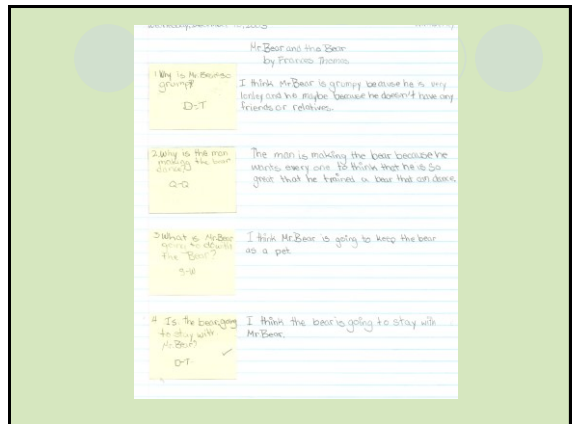 Mr. Bear and the Bear
by Frances Thomas
1. Why is Mr. Bear so
grumpy?
D-T
I think Mr. Bear is grumpy because he is very
lonley and he maybe because he doesn't have any
friends or relatives.
2. Why is the man
making the bear
dance?
Q-Q
The man is making the bear because he
wants every one to think that he is so
great that he trained a bear that can dance.
3 What is Mr. Bear
going to do with
the Bear?
S-W
I think Mr. Bear is going to keep the bear
as a pet.
4 Is the bear going
to stay with
Mr. Bear?
D-T
I think the bear is going to stay with
Mr. Bear.